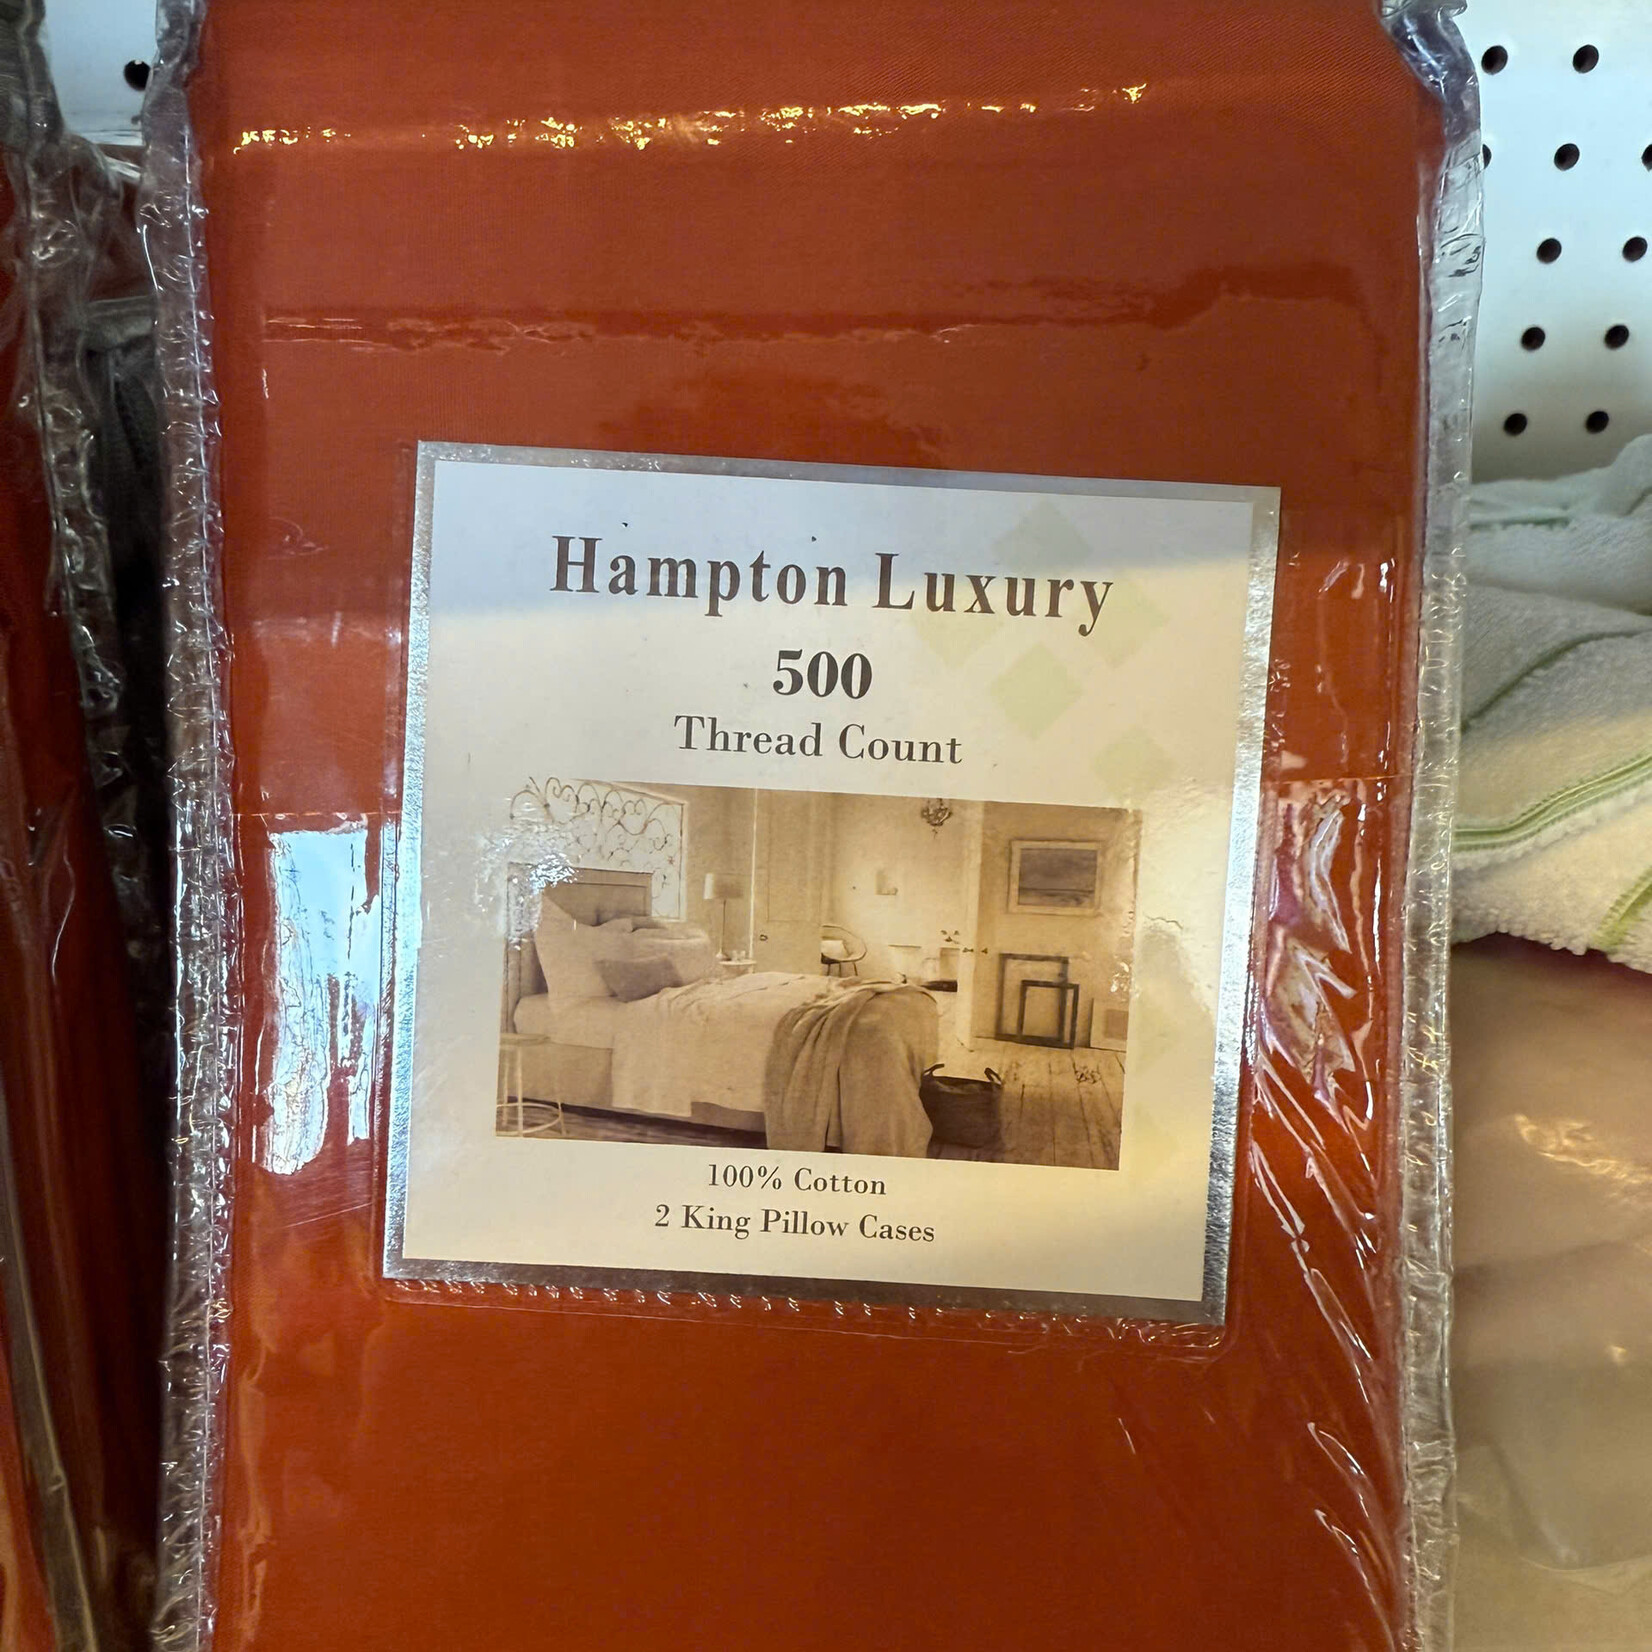 Hampton Luxury
500
Thread Count
100% Cotton
2 King Pillow Cases